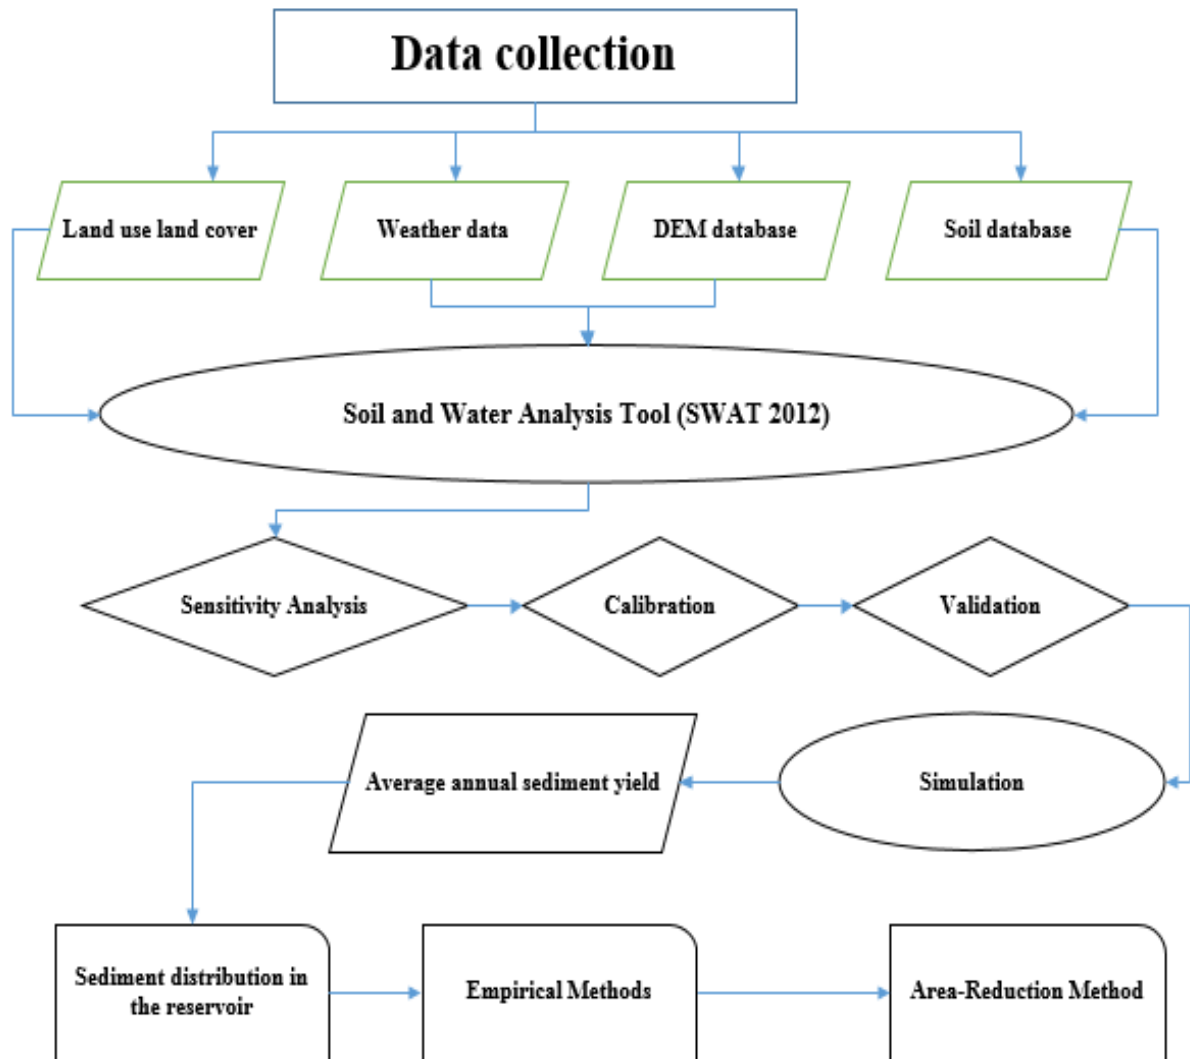 Data collection
Land use land cover
Weather data
DEM database
Soil database
Soil and Water Analysis Tool (SWAT 2012)
Sensitivity Analysis
Calibration
Validation
Average annual sediment yield
Simulation
Sediment distribution in
the reservoir
Empirical Methods
Area-Reduction Method